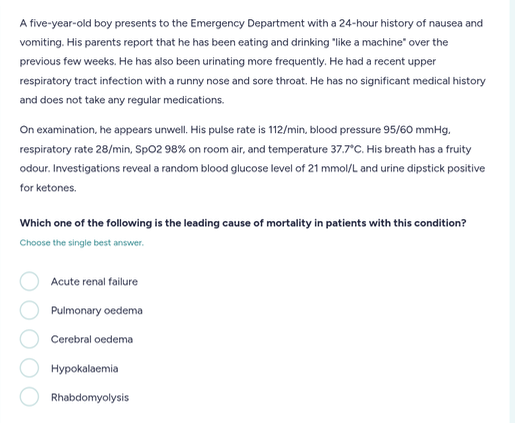 A five-year-old boy presents to the Emergency Department with a 24-hour history of nausea and
vomiting. His parents report that he has been eating and drinking "like a machine" over the
previous few weeks. He has also been urinating more frequently. He had a recent upper
respiratory tract infection with a runny nose and sore throat. He has no significant medical history
and does not take any regular medications.
On examination, he appears unwell. His pulse rate is 112/min, blood pressure 95/60 mmHg,
respiratory rate 28/min, SpO2 98% on room air, and temperature 37.7°C. His breath has a fruity
odour. Investigations reveal a random blood glucose level of 21 mmol/L and urine dipstick positive
for ketones.
Which one of the following is the leading cause of mortality in patients with this condition?
Choose the single best answer.
Acute renal failure
Pulmonary oedema
Cerebral oedema
Hypokalaemia
Rhabdomyolysis